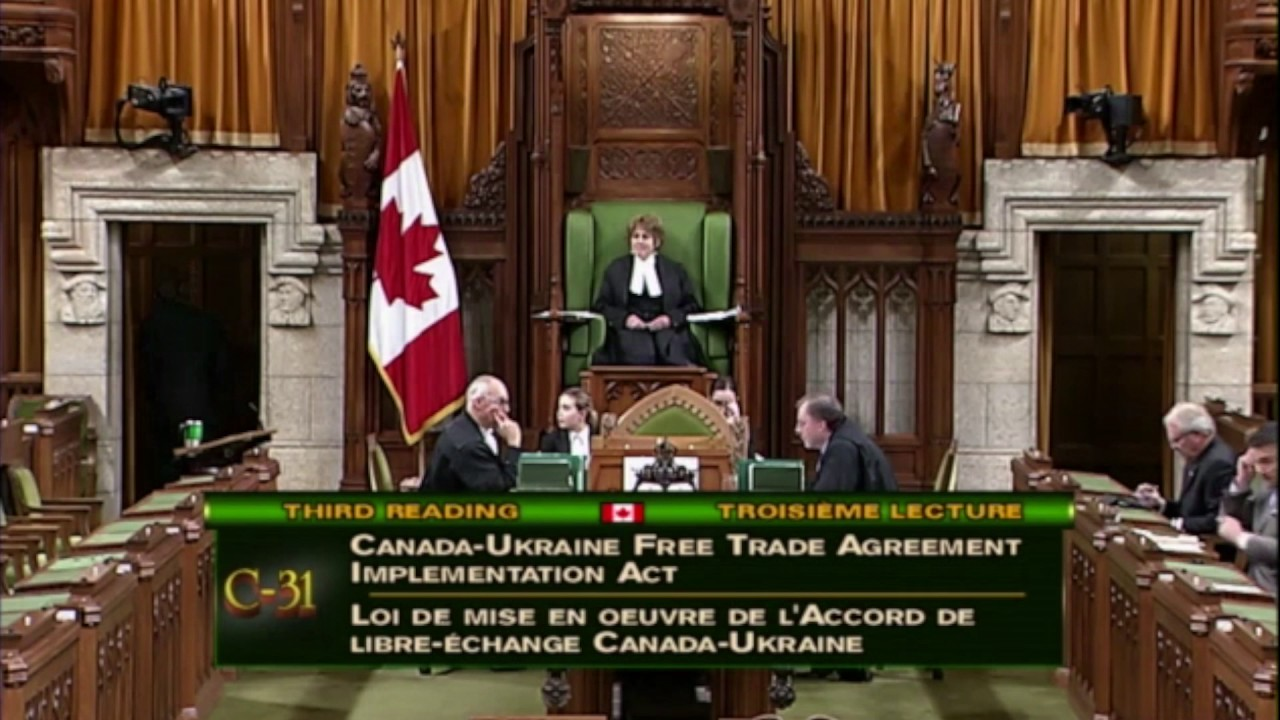 THIRD READING
TROISIÈME LECTURE
C-31
CANADA-UKRAINE FREE TRADE AGREEMENT
IMPLEMENTATION ACT
LOI DE MISE EN OEUVRE DE L'ACCORD DE
LIBRE-ÉCHANGE CANADA-UKRAINE